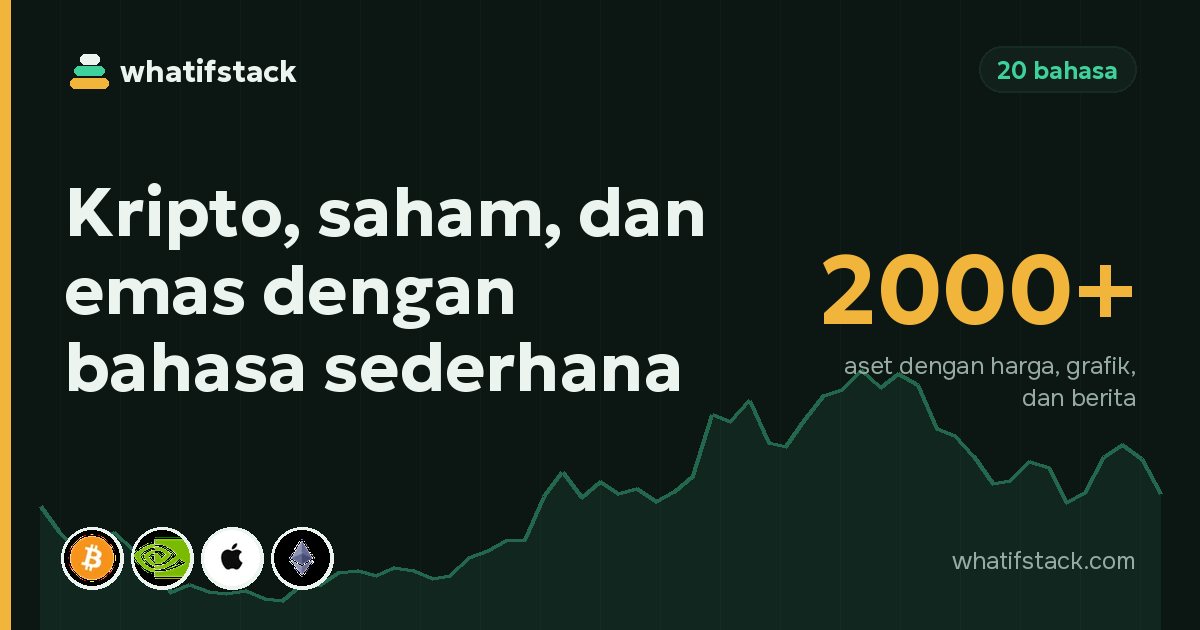 whatifstack
20 bahasa
Kripto, saham, dan
emas dengan
bahasa sederhana
2000+
aset dengan harga, grafik,
dan berita
whatifstack.com